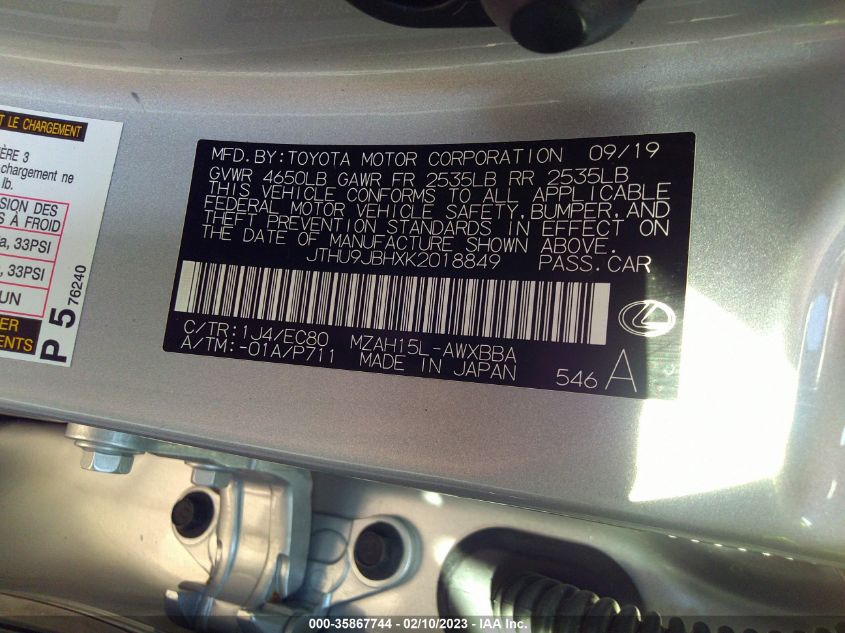 T LE CHARGEMENT
ÈRE 3
chargement ne
lb.
SION DES
S À FROID
a, 33PSI
, 33PSI
UN
ER
ENTS
P 5 76240
MFD. BY: TOYOTA MOTOR CORPORATION 09/19
GVWR 4650LB GAWR FR 2535LB RR 2535LB
THIS VEHICLE CONFORMS TO ALL APPLICABLE
FEDERAL MOTOR VEHICLE SAFETY, BUMPER, AND
THEFT PREVENTION STANDARDS IN EFFECT ON
THE DATE OF MANUFACTURE SHOWN ABOVE.
JTHU9JBHXK2018849 PASS. CAR
C/TR: 1J4/EC80 MZAH15L-AWXBBA
A/TM: -01A/P711 MADE IN JAPAN
546 A
000-35867744 - 02/10/2023 - © IAA Inc.